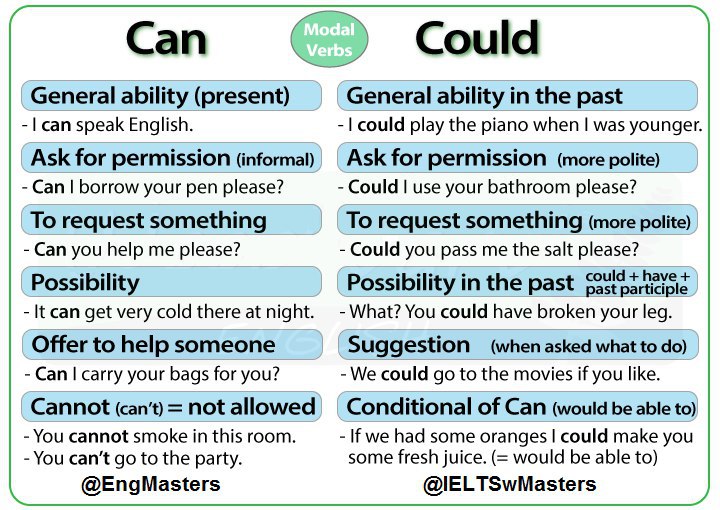 Can
Modal
Verbs
Could
General ability (present)
- I can speak English.
Ask for permission (informal)
- Can I borrow your pen please?
To request something
- Can you help me please?
Possibility
- It can get very cold there at night.
Offer to help someone
- Can I carry your bags for you?
Cannot (can't) = not allowed
- You cannot smoke in this room.
- You can't go to the party.
@EngMasters
General ability in the past
- I could play the piano when I was younger.
Ask for permission (more polite)
- Could I use your bathroom please?
To request something (more polite)
- Could you pass me the salt please?
Possibility in the past could + have +
past participle
- What? You could have broken your leg.
Suggestion (when asked what to do)
- We could go to the movies if you like.
Conditional of Can (would be able to)
- If we had some oranges I could make you
some fresh juice. (= would be able to)
@IELTSwMasters